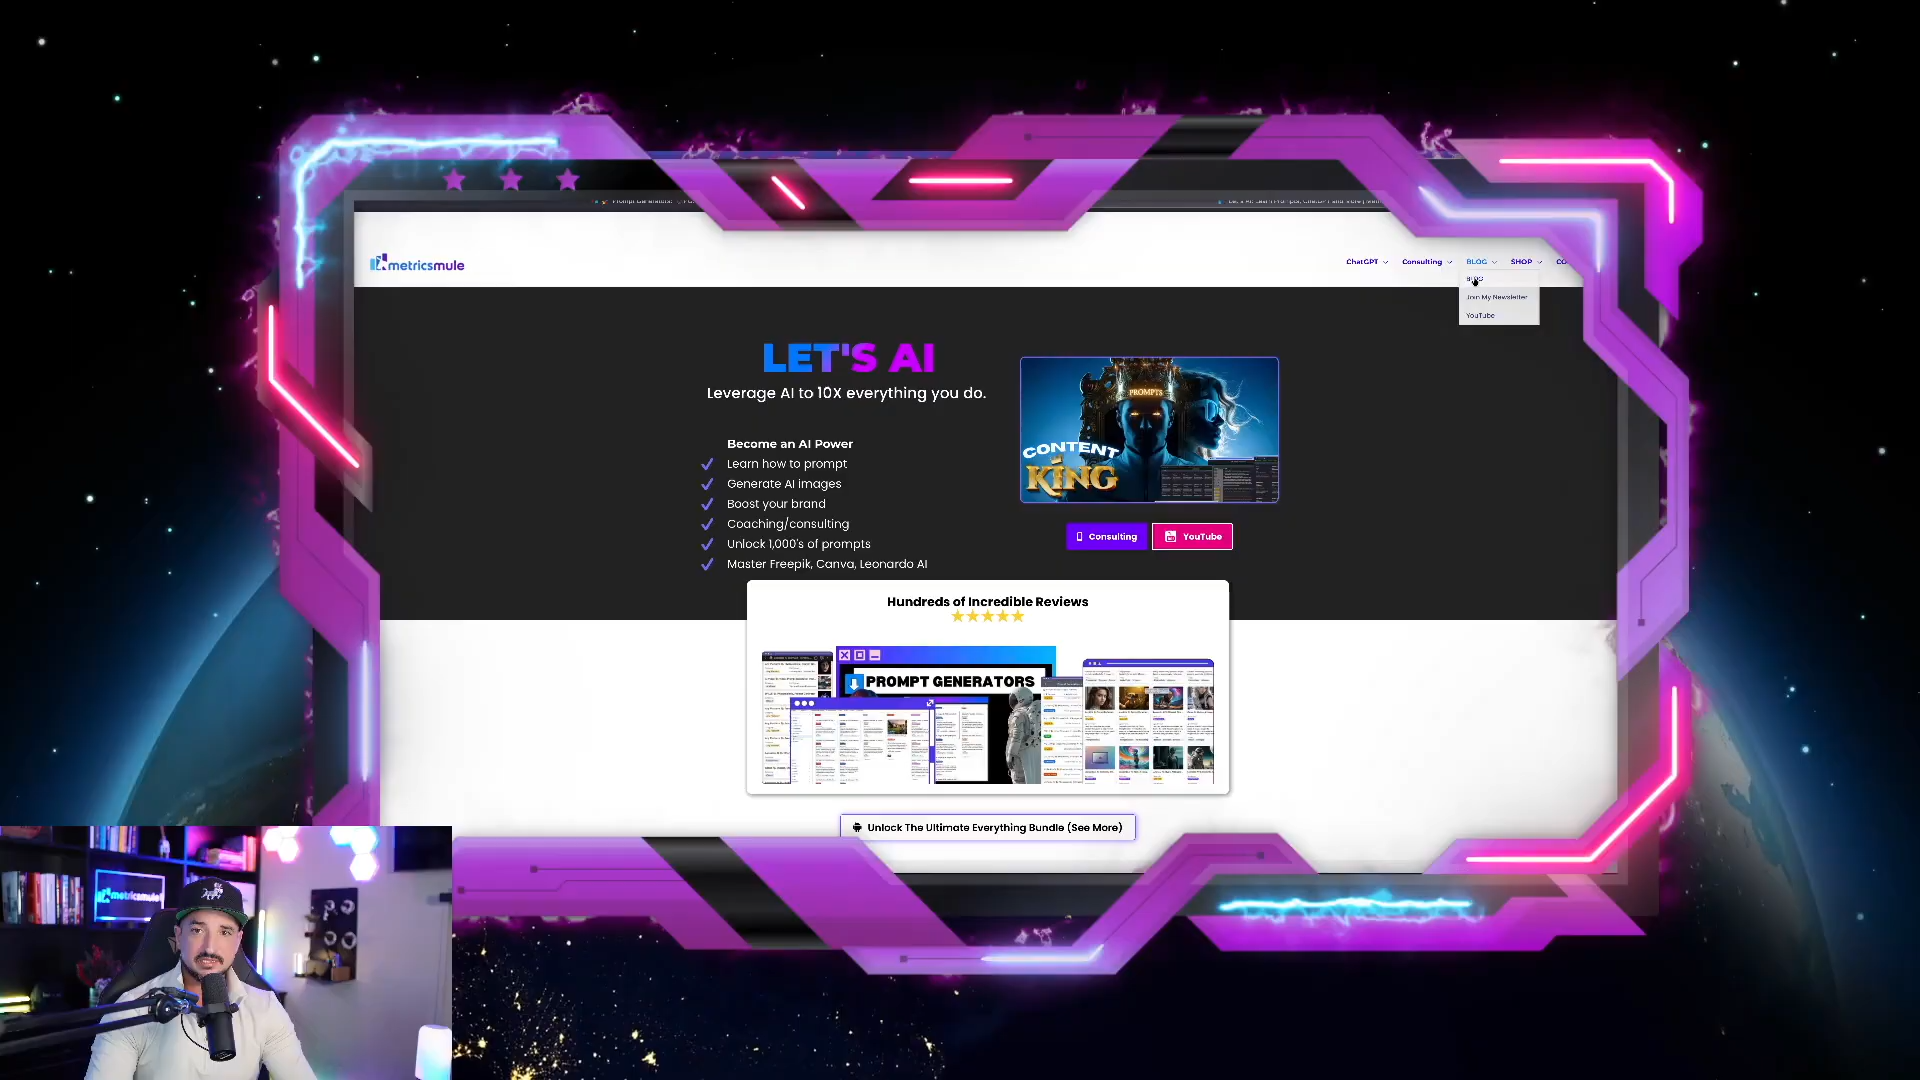 metricsmule
ChatGPT
Consulting
BLOG
SHOP
BLOG
Join My Newsletter
YouTube
LET'S AI
Leverage AI to 10X everything you do.
Become an AI Power
Learn how to prompt
Generate AI images
Boost your brand
Coaching/consulting
Unlock 1,000's of prompts
Master Freepik, Canva, Leonardo AI
PROMPTS
CONTENT
KING
Consulting
YouTube
Hundreds of Incredible Reviews
PROMPT GENERATORS
Unlock The Ultimate Everything Bundle (See More)
metricsmule